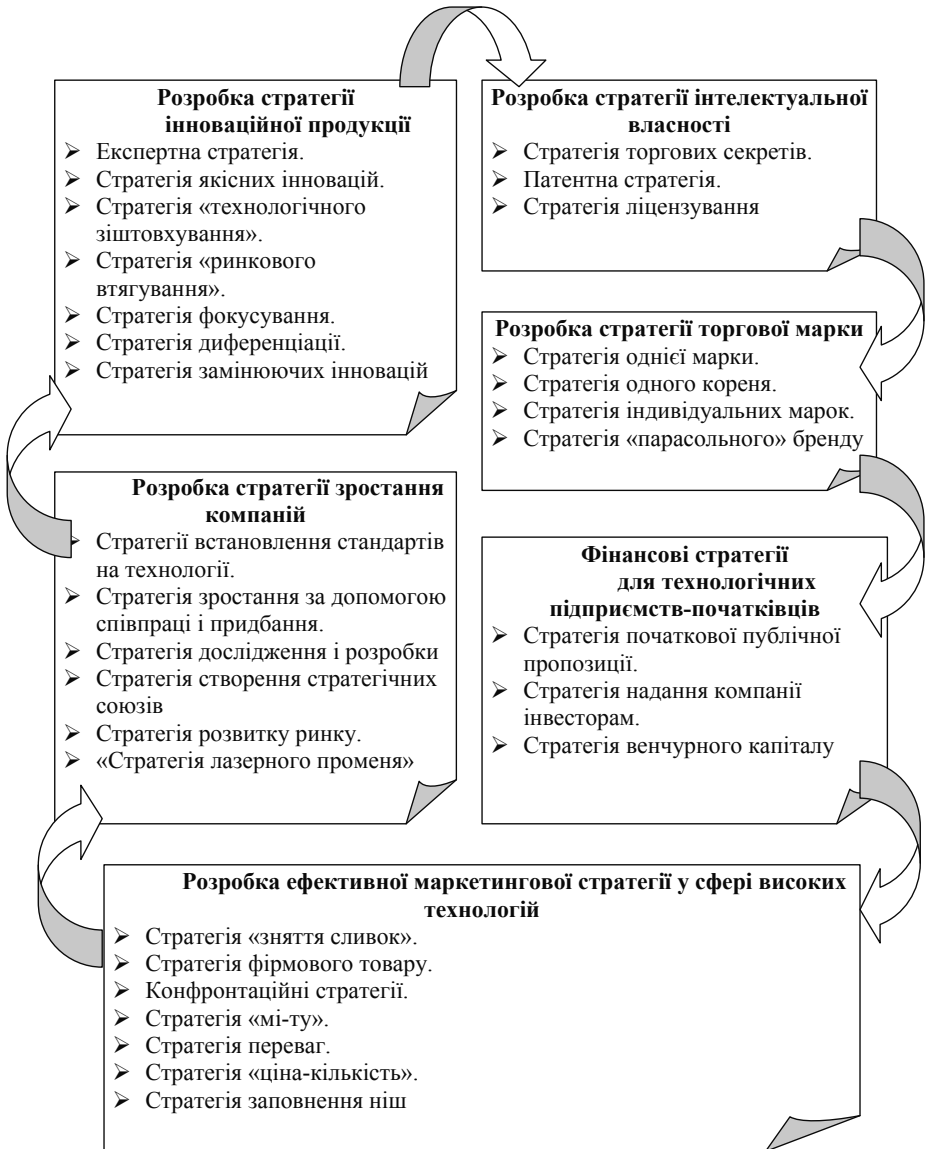 Розробка стратегії
інноваційної продукції
➢ Експертна стратегія.
➢ Стратегія якісних інновацій.
➢ Стратегія «технологічного
зіштовхування».
➢ Стратегія «ринкового
втягування».
➢ Стратегія фокусування.
➢ Стратегія диференціації.
➢ Стратегія замінюючих інновацій
Розробка стратегії інтелектуальної
власності
➢ Стратегія торгових секретів.
➢ Патентна стратегія.
➢ Стратегія ліцензування
Розробка стратегії торгової марки
➢ Стратегія однієї марки.
➢ Стратегія одного кореня.
➢ Стратегія індивідуальних марок.
➢ Стратегія «парасольного» бренду
Розробка стратегії зростання
компаній
➢ Стратегії встановлення стандартів
на технології.
➢ Стратегія зростання за допомогою
співпраці і придбання.
➢ Стратегія дослідження і розробки
➢ Стратегія створення стратегічних
союзів
➢ Стратегія розвитку ринку.
➢ «Стратегія лазерного променя»
Фінансові стратегії
для технологічних
підприємств-початківців
➢ Стратегія початкової публічної
пропозиції.
➢ Стратегія надання компанії
інвесторам.
➢ Стратегія венчурного капіталу
Розробка ефективної маркетингової стратегії у сфері високих
технологій
➢ Стратегія «зняття сливок».
➢ Стратегія фірмового товару.
➢ Конфронтаційні стратегії.
➢ Стратегія «мі-ту».
➢ Стратегія переваг.
➢ Стратегія «ціна-кількість».
➢ Стратегія заповнення ніш